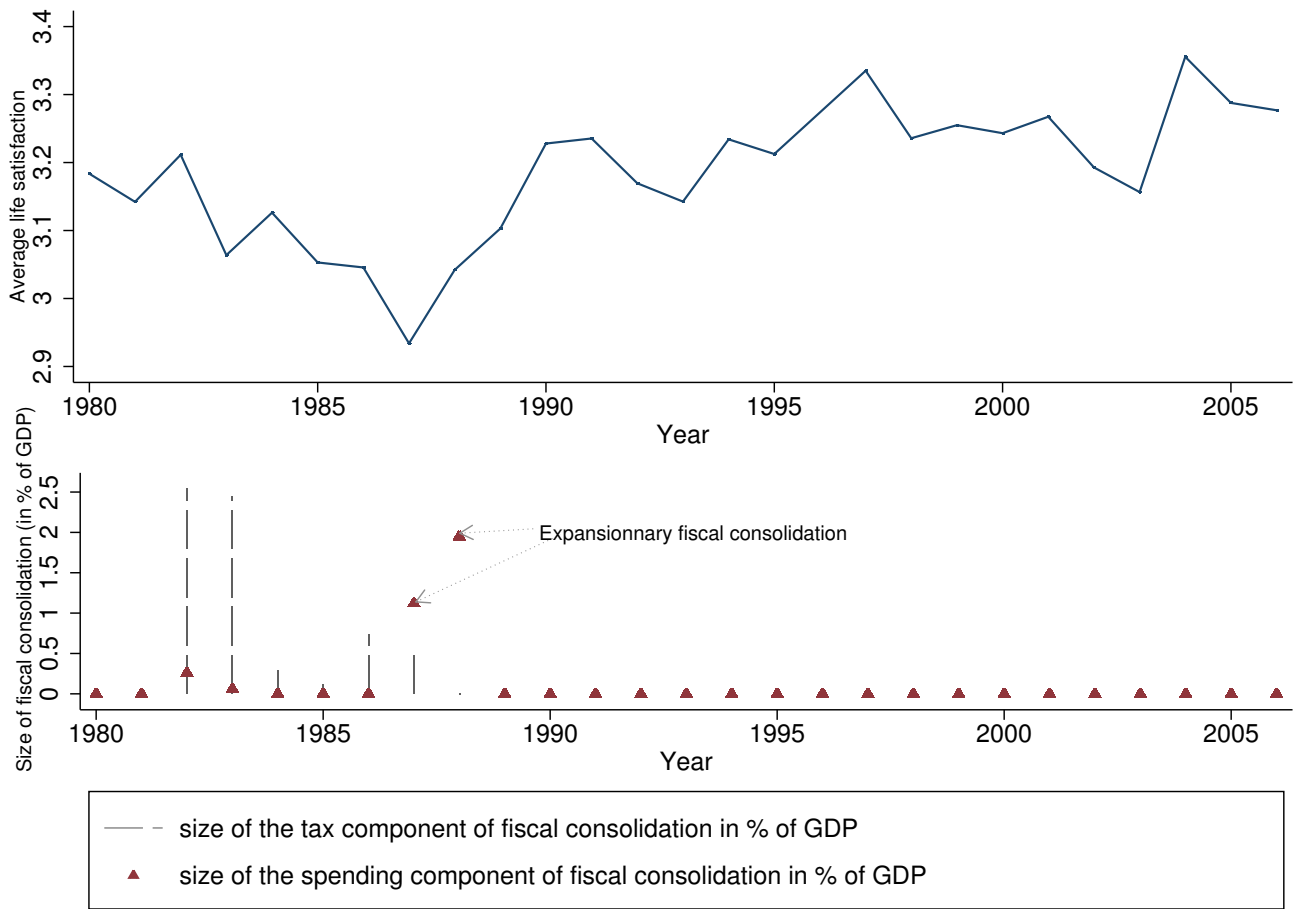 Average life satisfaction
3.4
3.3
3.2
3.1
3
2.9
1980 1985 1990 1995 2000 2005
Year
Size of fiscal consolidation (in % of GDP)
2.5
2
1.5
1
0.5
0
Expansionnary fiscal consolidation
1980 1985 1990 1995 2000 2005
Year
size of the tax component of fiscal consolidation in % of GDP
size of the spending component of fiscal consolidation in % of GDP